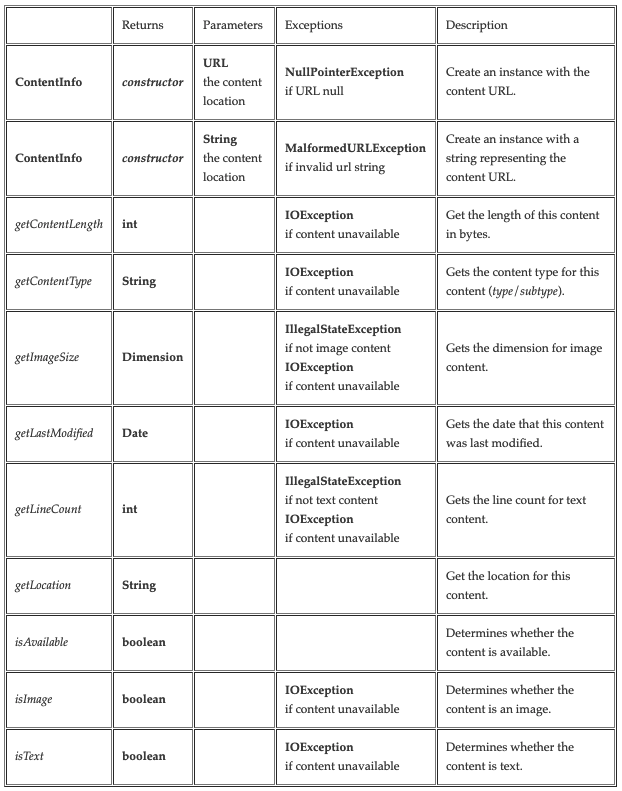 Returns Parameters Exceptions Description
ContentInfo constructor URL
the content
location NullPointerException
if URL null Create an instance with the
content URL.
ContentInfo constructor String
the content
location MalformedURLException
if invalid url string Create an instance with a
string representing the
content URL.
getContentLength int IOException
if content unavailable Get the length of this content
in bytes.
getContentType String IOException
if content unavailable Gets the content type for this
content (type/subtype).
getImageSize Dimension IllegalStateException
if not image content
IOException
if content unavailable Gets the dimension for image
content.
getLastModified Date IOException
if content unavailable Gets the date that this content
was last modified.
getLineCount int IllegalStateException
if not text content
IOException
if content unavailable Gets the line count for text
content.
getLocation String Get the location for this
content.
isAvailable boolean Determines whether the
content is available.
isImage boolean IOException
if content unavailable Determines whether the
content is an image.
isText boolean IOException
if content unavailable Determines whether the
content is text.